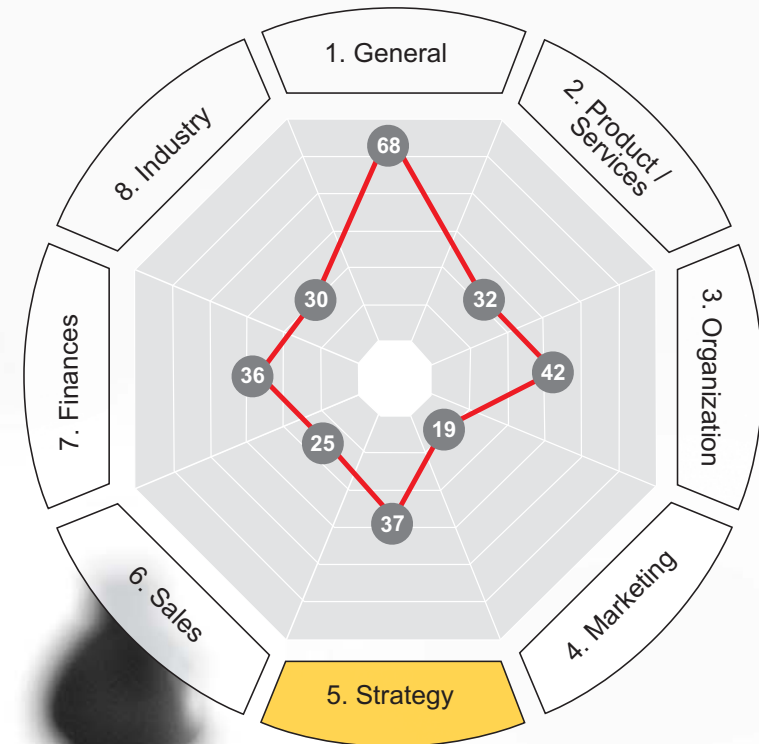 1. General
2. Product /
Services
3. Organization
4. Marketing
5. Strategy
6. Sales
7. Finances
8. Industry
68
32
42
19
37
25
36
30